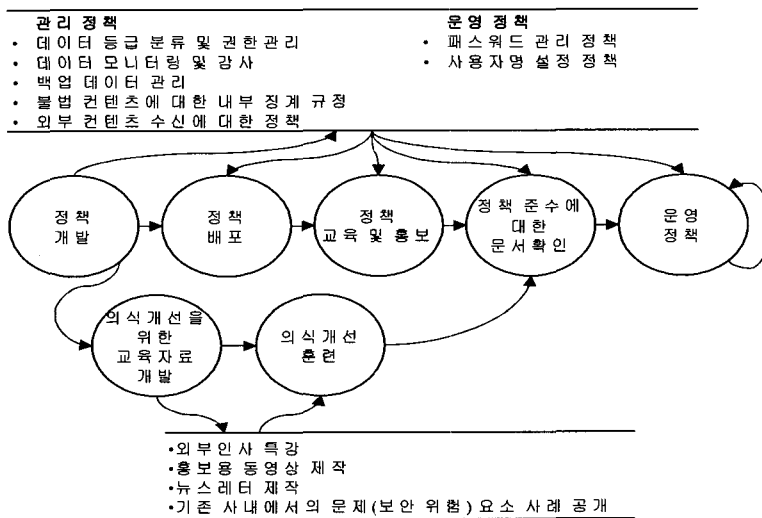 관리 정책
• 데이터 등급 분류 및 권한관리
• 데이터 모니터링 및 감사
• 백업 데이터 관리
• 불법 컨텐츠에 대한 내부 징계 규정
• 외부 컨텐츠 수신에 대한 정책
운영 정책
• 패스워드 관리 정책
• 사용자명 설정 정책
정책
개발
정책
배포
정책
교육 및 홍보
정책 준수에
대한
문서확인
운영
정책
의식개선을
위한
교육자료
개발
의식개선
훈련
•외부인사 특강
•홍보용 동영상 제작
•뉴스레터 제작
•기존 사내에서의 문제(보안 위험) 요소 사례 공개